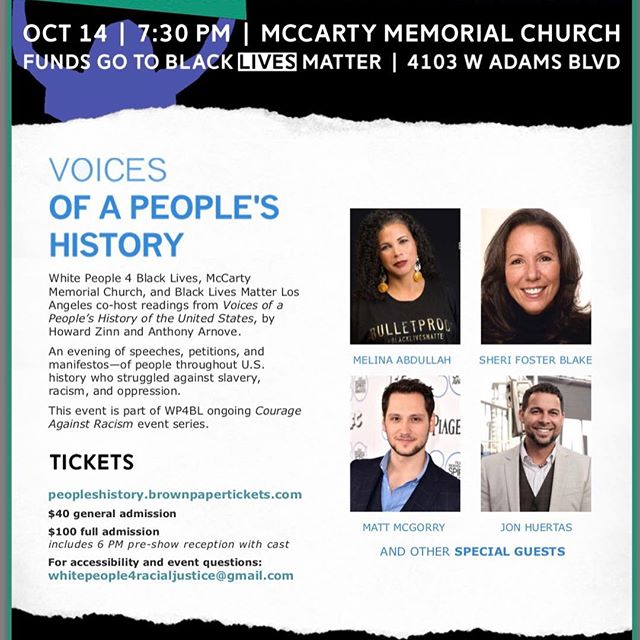 OCT 14 | 7:30 PM | MCCARTY MEMORIAL CHURCH
FUNDS GO TO BLACK LIVES MATTER | 4103 W ADAMS BLVD
VOICES
OF A PEOPLE'S
HISTORY
White People 4 Black Lives, McCarty
Memorial Church, and Black Lives Matter Los
Angeles co-host readings from Voices of a
People's History of the United States, by
Howard Zinn and Anthony Arnove.
An evening of speeches, petitions, and
manifestos—of people throughout U.S.
history who struggled against slavery,
racism, and oppression.
This event is part of WP4BL ongoing Courage
Against Racism event series.
TICKETS
peopleshistory.brownpapertickets.com
$40 general admission
$100 full admission
includes 6 PM pre-show reception with cast
For accessibility and event questions:
whitepeople4racialjustice@gmail.com
BULLETPROO
#BLACKLIVESMATTE
MELINA ABDULLAH
SHERI FOSTER BLAKE
PIAGE
MATT MCGORRY
JON HUERTAS
AND OTHER SPECIAL GUESTS